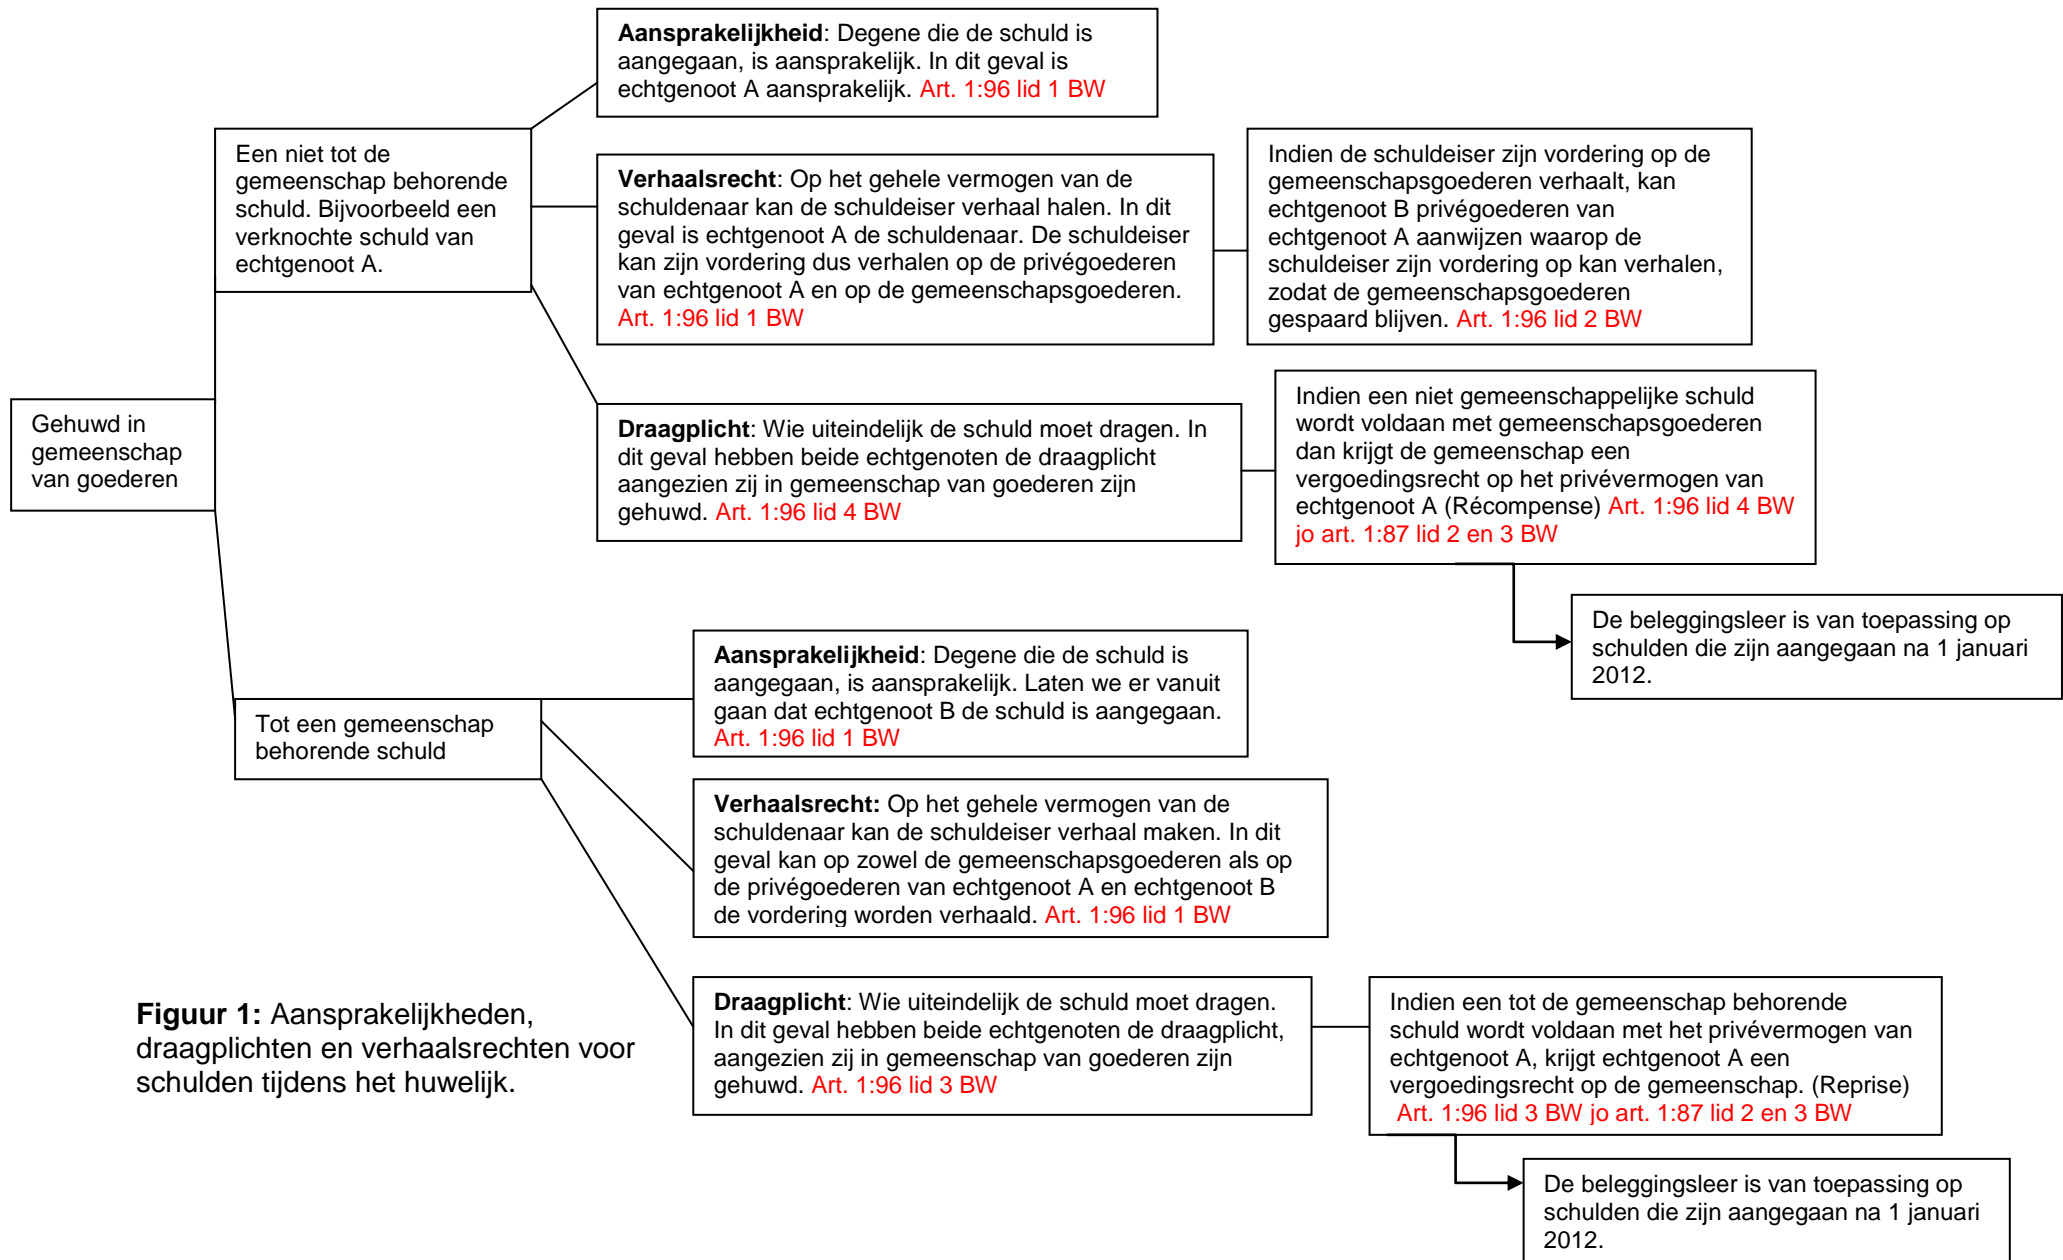 Gehuwd in
gemeenschap
van goederen
Een niet tot de
gemeenschap behorende
schuld. Bijvoorbeeld een
verknochte schuld van
echtgenoot A.
Aansprakelijkheid: Degene die de schuld is
aangegaan, is aansprakelijk. In dit geval is
echtgenoot A aansprakelijk. Art. 1:96 lid 1 BW
Verhaalsrecht: Op het gehele vermogen van de
schuldenaar kan de schuldeiser verhaal halen. In dit
geval is echtgenoot A de schuldenaar. De schuldeiser
kan zijn vordering dus verhalen op de privégoederen
van echtgenoot A en op de gemeenschapsgoederen.
Art. 1:96 lid 1 BW
Indien de schuldeiser zijn vordering op de
gemeenschapsgoederen verhaalt, kan
echtgenoot B privégoederen van
echtgenoot A aanwijzen waarop de
schuldeiser zijn vordering op kan verhalen,
zodat de gemeenschapsgoederen
gespaard blijven. Art. 1:96 lid 2 BW
Draagplicht: Wie uiteindelijk de schuld moet dragen. In
dit geval hebben beide echtgenoten de draagplicht
aangezien zij in gemeenschap van goederen zijn
gehuwd. Art. 1:96 lid 4 BW
Indien een niet gemeenschappelijke schuld
wordt voldaan met gemeenschapsgoederen
dan krijgt de gemeenschap een
vergoedingsrecht op het privévermogen van
echtgenoot A (Récompense) Art. 1:96 lid 4 BW
jo art. 1:87 lid 2 en 3 BW
De beleggingsleer is van toepassing op
schulden die zijn aangegaan na 1 januari
2012.
Tot een gemeenschap
behorende schuld
Aansprakelijkheid: Degene die de schuld is
aangegaan, is aansprakelijk. Laten we er vanuit
gaan dat echtgenoot B de schuld is aangegaan.
Art. 1:96 lid 1 BW
Verhaalsrecht: Op het gehele vermogen van de
schuldenaar kan de schuldeiser verhaal maken. In dit
geval kan op zowel de gemeenschapsgoederen als op
de privégoederen van echtgenoot A en echtgenoot B
de vordering worden verhaald. Art. 1:96 lid 1 BW
Draagplicht: Wie uiteindelijk de schuld moet dragen.
In dit geval hebben beide echtgenoten de draagplicht,
aangezien zij in gemeenschap van goederen zijn
gehuwd. Art. 1:96 lid 3 BW
Indien een tot de gemeenschap behorende
schuld wordt voldaan met het privévermogen van
echtgenoot A, krijgt echtgenoot A een
vergoedingsrecht op de gemeenschap. (Reprise)
Art. 1:96 lid 3 BW jo art. 1:87 lid 2 en 3 BW
De beleggingsleer is van toepassing op
schulden die zijn aangegaan na 1 januari
2012.
Figuur 1: Aansprakelijkheden,
draagplichten en verhaalsrechten voor
schulden tijdens het huwelijk.